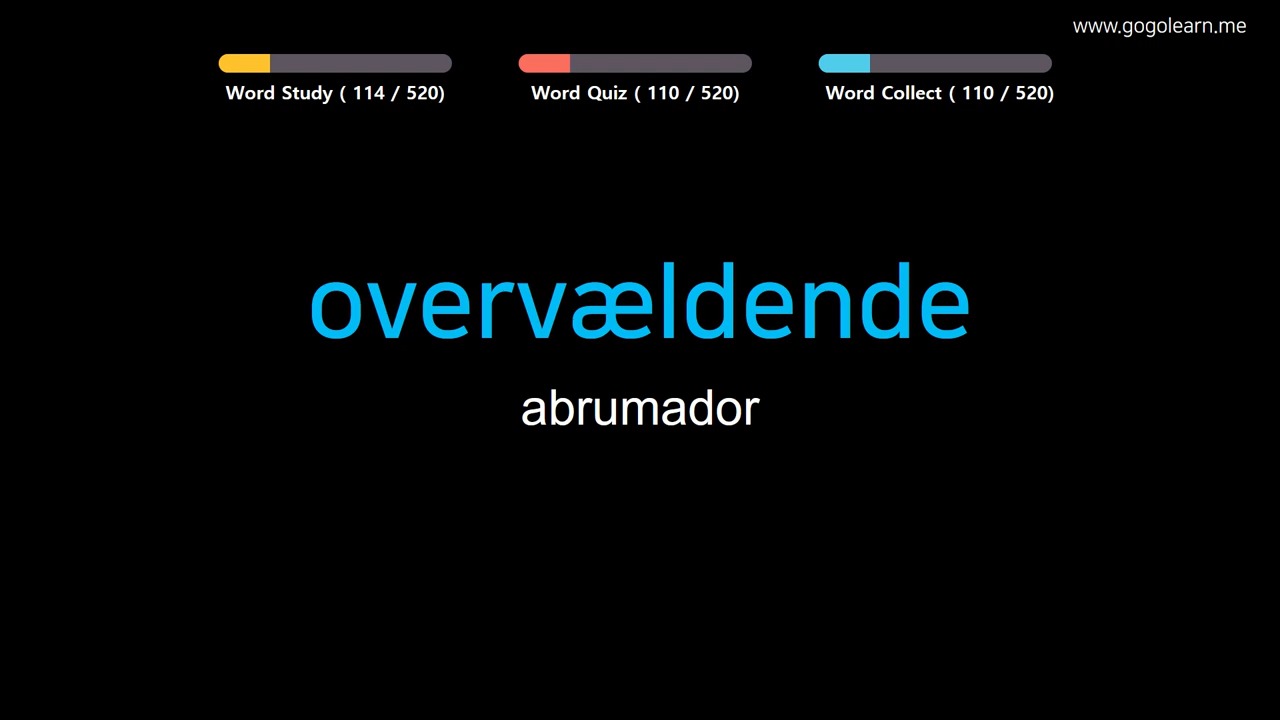 www.gogolearn.me
Word Study ( 114 / 520)
Word Quiz ( 110 / 520)
Word Collect ( 110 / 520)
overvældende
abrumador